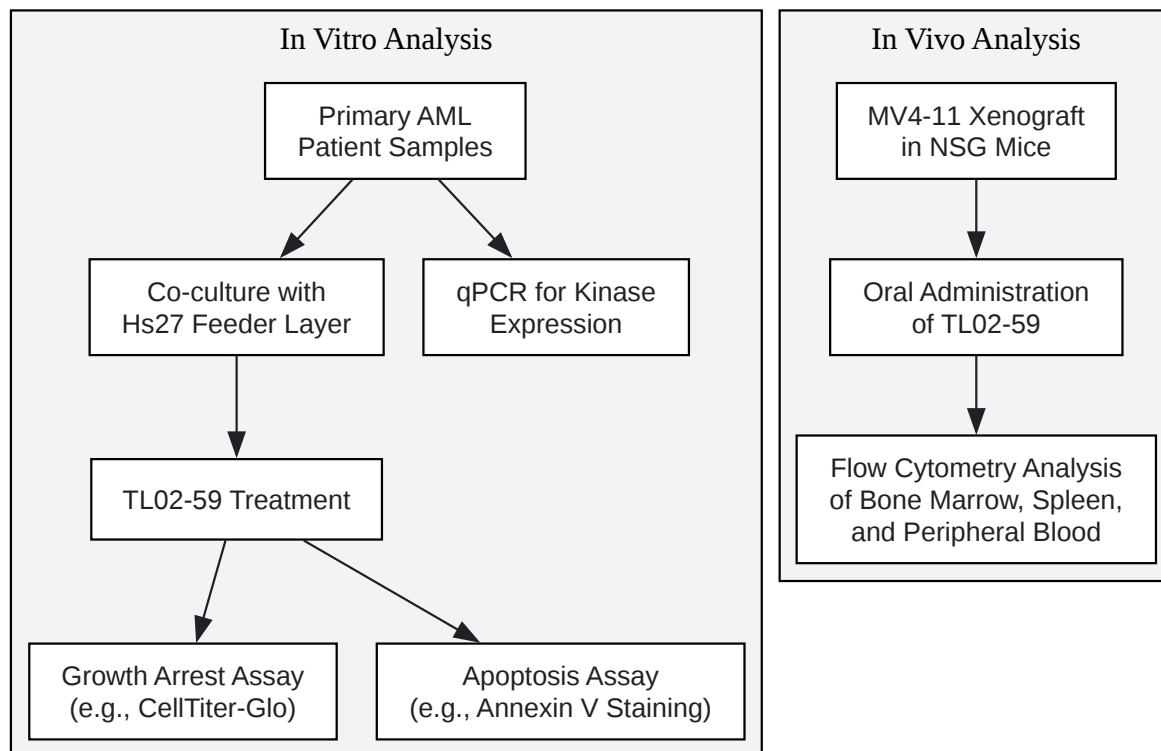 In Vitro Analysis
Primary AML
Patient Samples
Co-culture with
Hs27 Feeder Layer
qPCR for Kinase
Expression
TL02-59 Treatment
Growth Arrest Assay
(e.g., CellTiter-Glo)
Apoptosis Assay
(e.g., Annexin V Staining)
In Vivo Analysis
MV4-11 Xenograft
in NSG Mice
Oral Administration
of TL02-59
Flow Cytometry Analysis
of Bone Marrow, Spleen,
and Peripheral Blood